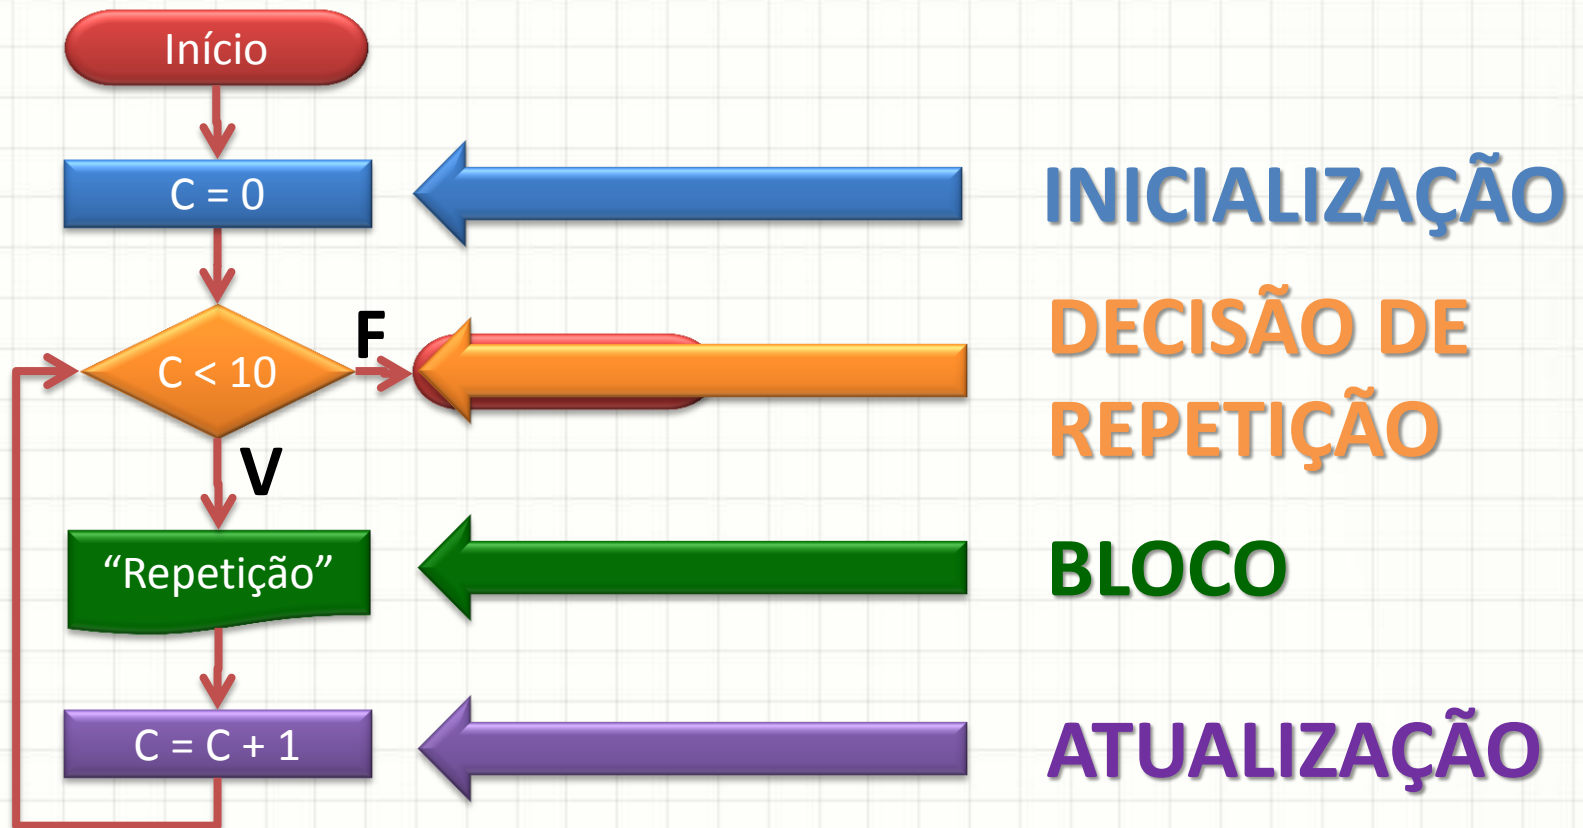 Início
C = 0
INICIALIZAÇÃO
C < 10
F
DECISÃO DE
REPETIÇÃO
V
“Repetição”
BLOCO
C = C + 1
ATUALIZAÇÃO